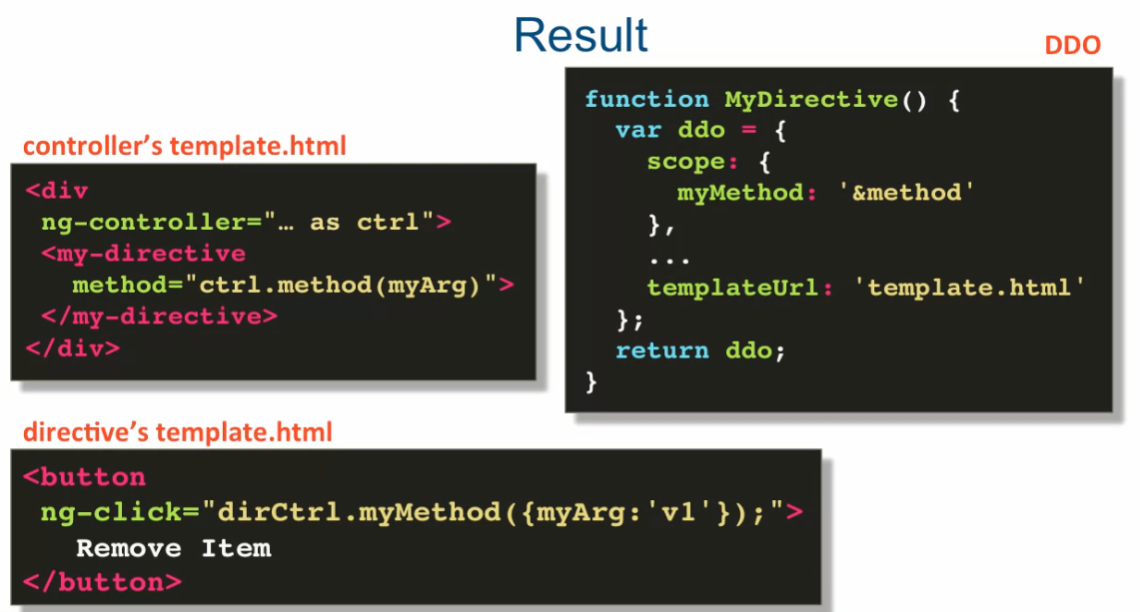 Result
DDO
function MyDirective() {
var ddo = {
scope: {
myMethod: '&method'
},
...
templateUrl: 'template.html'
};
return ddo;
}
controller's template.html
<div
ng-controller="… as ctrl">
<my-directive
method="ctrl.method(myArg)">
</my-directive>
</div>
directive's template.html
<button
ng-click="dirCtrl.myMethod({myArg:'v1'});">
Remove Item
</button>